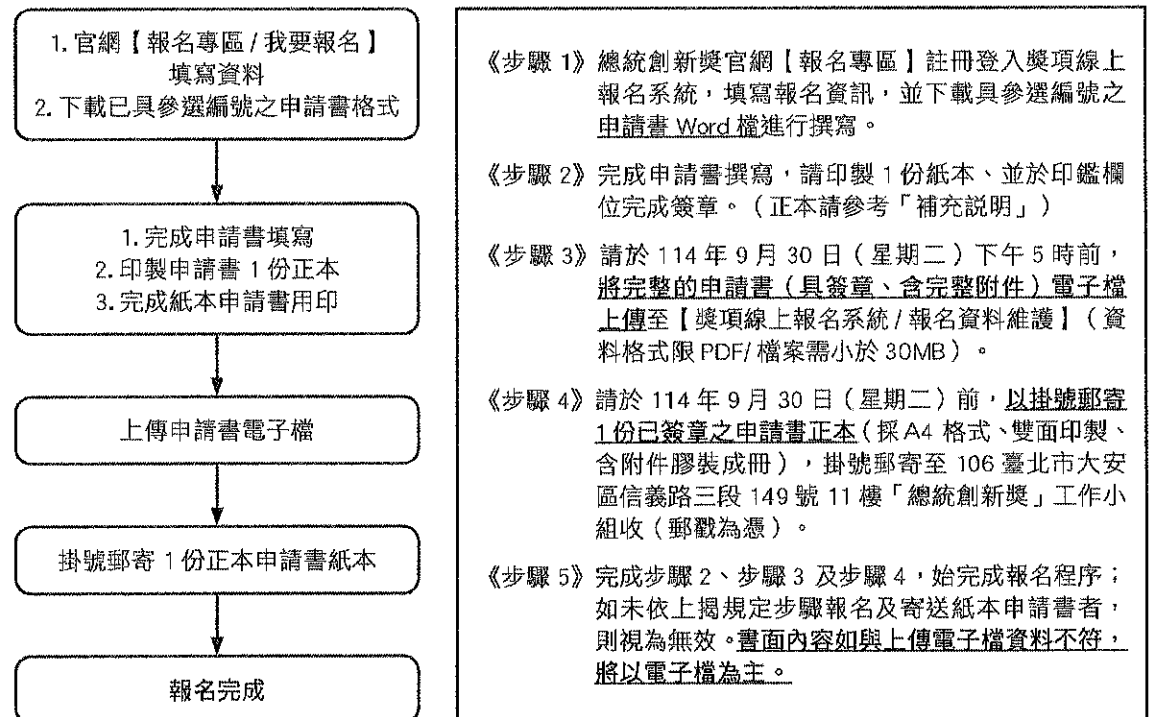 1. 官網【報名專區 / 我要報名】
填寫資料
2. 下載已具參選編號之申請書格式
1. 完成申請書填寫
2. 印製申請書 1 份正本
3. 完成紙本申請書用印
上傳申請書電子檔
掛號郵寄 1 份正本申請書紙本
報名完成
《步驟 1》總統創新獎官網【報名專區】註冊登入獎項線上
報名系統，填寫報名資訊，並下載具參選編號之
申請書 Word 檔進行撰寫。
《步驟 2》完成申請書撰寫，請印製 1 份紙本、並於印鑑欄
位完成簽章。（正本請參考「補充說明」）
《步驟 3》請於 114 年 9 月 30 日（星期二）下午 5 時前，
將完整的申請書（具簽章、含完整附件）電子檔
上傳至【獎項線上報名系統 / 報名資料維護】（資
料格式限 PDF/ 檔案需小於 30MB）。
《步驟 4》請於 114 年 9 月 30 日（星期二）前，以掛號郵寄
1 份已簽章之申請書正本（採 A4 格式、雙面印製、
含附件膠裝成冊），掛號郵寄至 106 臺北市大安
區信義路三段 149 號 11 樓「總統創新獎」工作小
組收（郵戳為憑）。
《步驟 5》完成步驟 2、步驟 3 及步驟 4，始完成報名程序；
如未依上揭規定步驟報名及寄送紙本申請書者，
則視為無效。書面內容如與上傳電子檔資料不符，
將以電子檔為主。